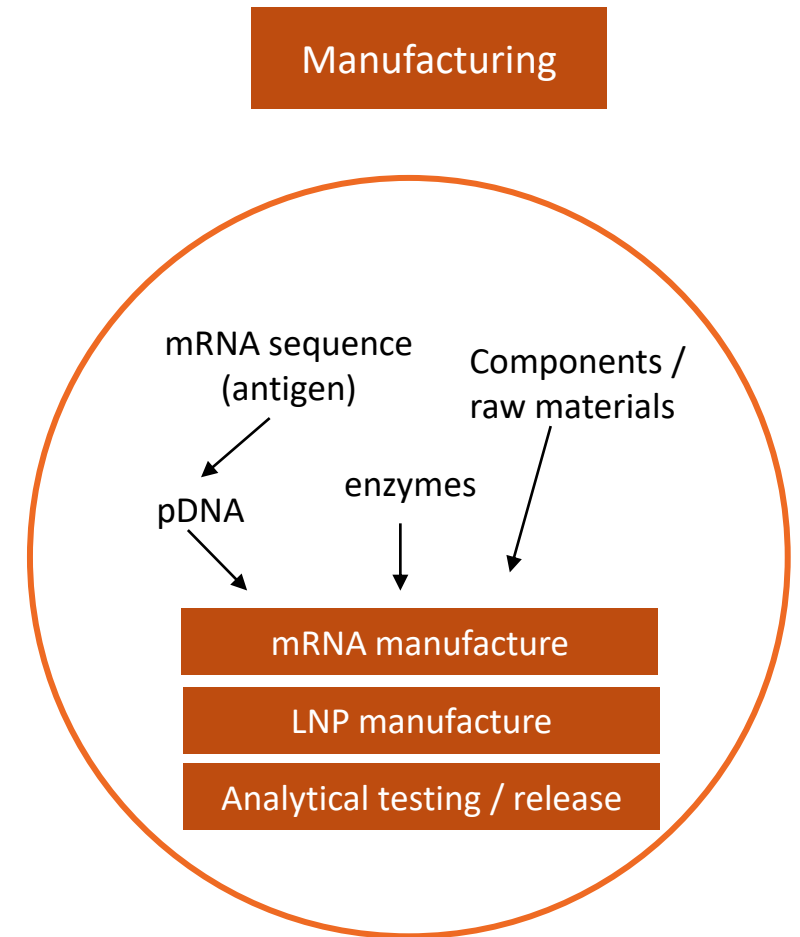 Manufacturing
mRNA sequence
(antigen)
Components /
raw materials
pDNA
enzymes
mRNA manufacture
LNP manufacture
Analytical testing / release